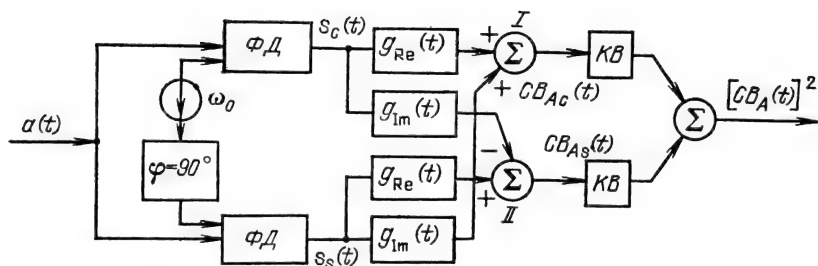 ФД
s_c(t)
g_Re(t)
+
I
Σ
КВ
+
CB_Ac(t)
ω_0
a(t)
g_Im(t)
Σ
[CB_A(t)]²
φ=90°
−
CB_As(t)
g_Re(t)
+
Σ
КВ
II
ФД
s_s(t)
g_Im(t)